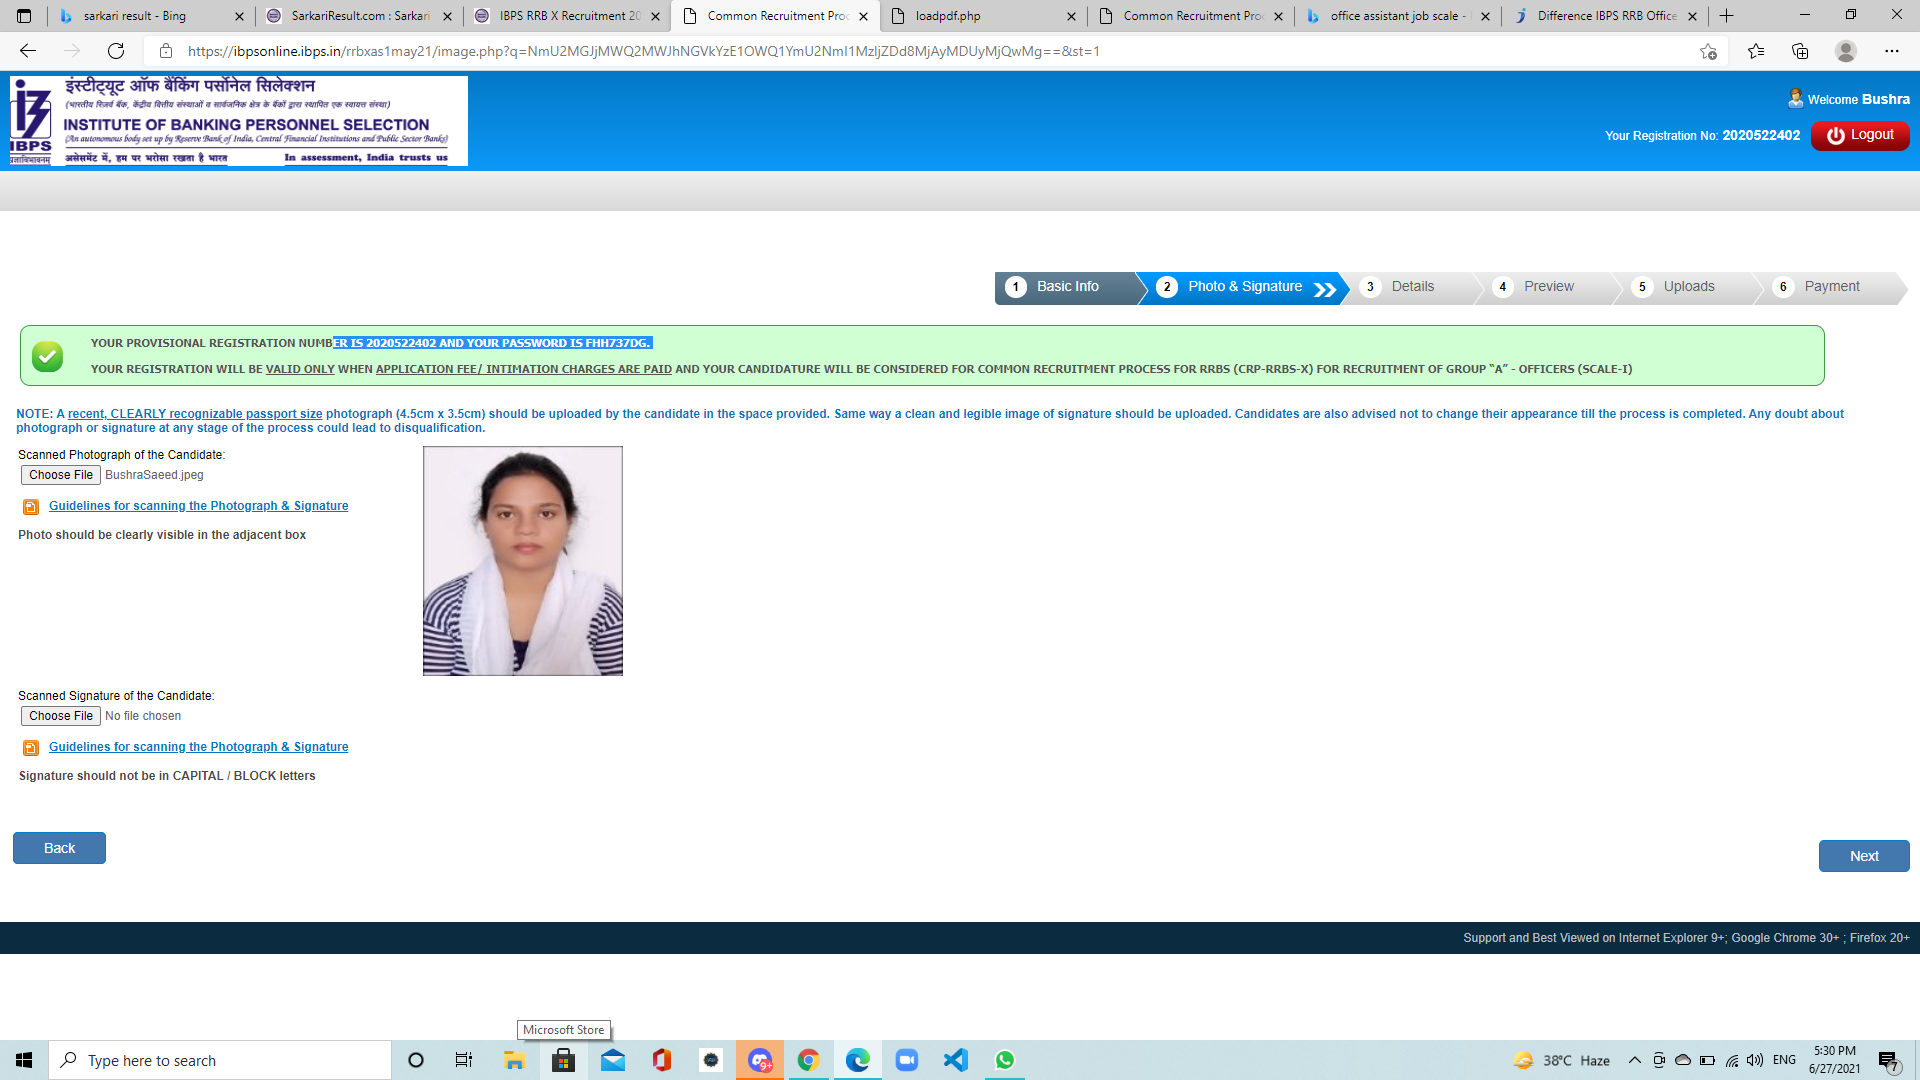 sarkari result - Bing
SarkariResult.com : Sarkari
IBPS RRB X Recruitment 20
Common Recruitment Proc
loadpdf.php
Common Recruitment Proc
office assistant job scale -
Difference IBPS RRB Office
https://ibpsonline.ibps.in/rrbxas1may21/image.php?q=NmU2MGJjMWQ2MWJhNGVkYzE1OWQ1YmU2NmI1MzljZDd8MjAyMDUyMjQwMg==&st=1
इंस्टीट्यूट ऑफ बैंकिंग पर्सोनेल सिलेक्शन
(भारतीय रिजर्व बैंक, केंद्रीय वित्तीय संस्थाओं व सार्वजनिक क्षेत्र के बैंकों द्वारा स्थापित एक स्वायत्त संस्था)
INSTITUTE OF BANKING PERSONNEL SELECTION
(An autonomous body set up by Reserve Bank of India, Central Financial Institutions and Public Sector Banks)
IBPS
असेसमेंट में, हम पर भरोसा रखता है भारत In assessment, India trusts us
Welcome Bushra
Your Registration No: 2020522402 Logout
1 Basic Info
2 Photo & Signature
3 Details
4 Preview
5 Uploads
6 Payment
YOUR PROVISIONAL REGISTRATION NUMBER IS 2020522402 AND YOUR PASSWORD IS FHH737DG.
YOUR REGISTRATION WILL BE VALID ONLY WHEN APPLICATION FEE/ INTIMATION CHARGES ARE PAID AND YOUR CANDIDATURE WILL BE CONSIDERED FOR COMMON RECRUITMENT PROCESS FOR RRBS (CRP-RRBS-X) FOR RECRUITMENT OF GROUP “A” - OFFICERS (SCALE-I)
NOTE: A recent, CLEARLY recognizable passport size photograph (4.5cm x 3.5cm) should be uploaded by the candidate in the space provided. Same way a clean and legible image of signature should be uploaded. Candidates are also advised not to change their appearance till the process is completed. Any doubt about
photograph or signature at any stage of the process could lead to disqualification.
Scanned Photograph of the Candidate:
Choose File BushraSaeed.jpeg
Guidelines for scanning the Photograph & Signature
Photo should be clearly visible in the adjacent box
Scanned Signature of the Candidate:
Choose File No file chosen
Guidelines for scanning the Photograph & Signature
Signature should not be in CAPITAL / BLOCK letters
Back
Next
Support and Best Viewed on Internet Explorer 9+; Google Chrome 30+ ; Firefox 20+
Microsoft Store
Type here to search
9+
38°C Haze
ENG
5:30 PM
6/27/2021
7